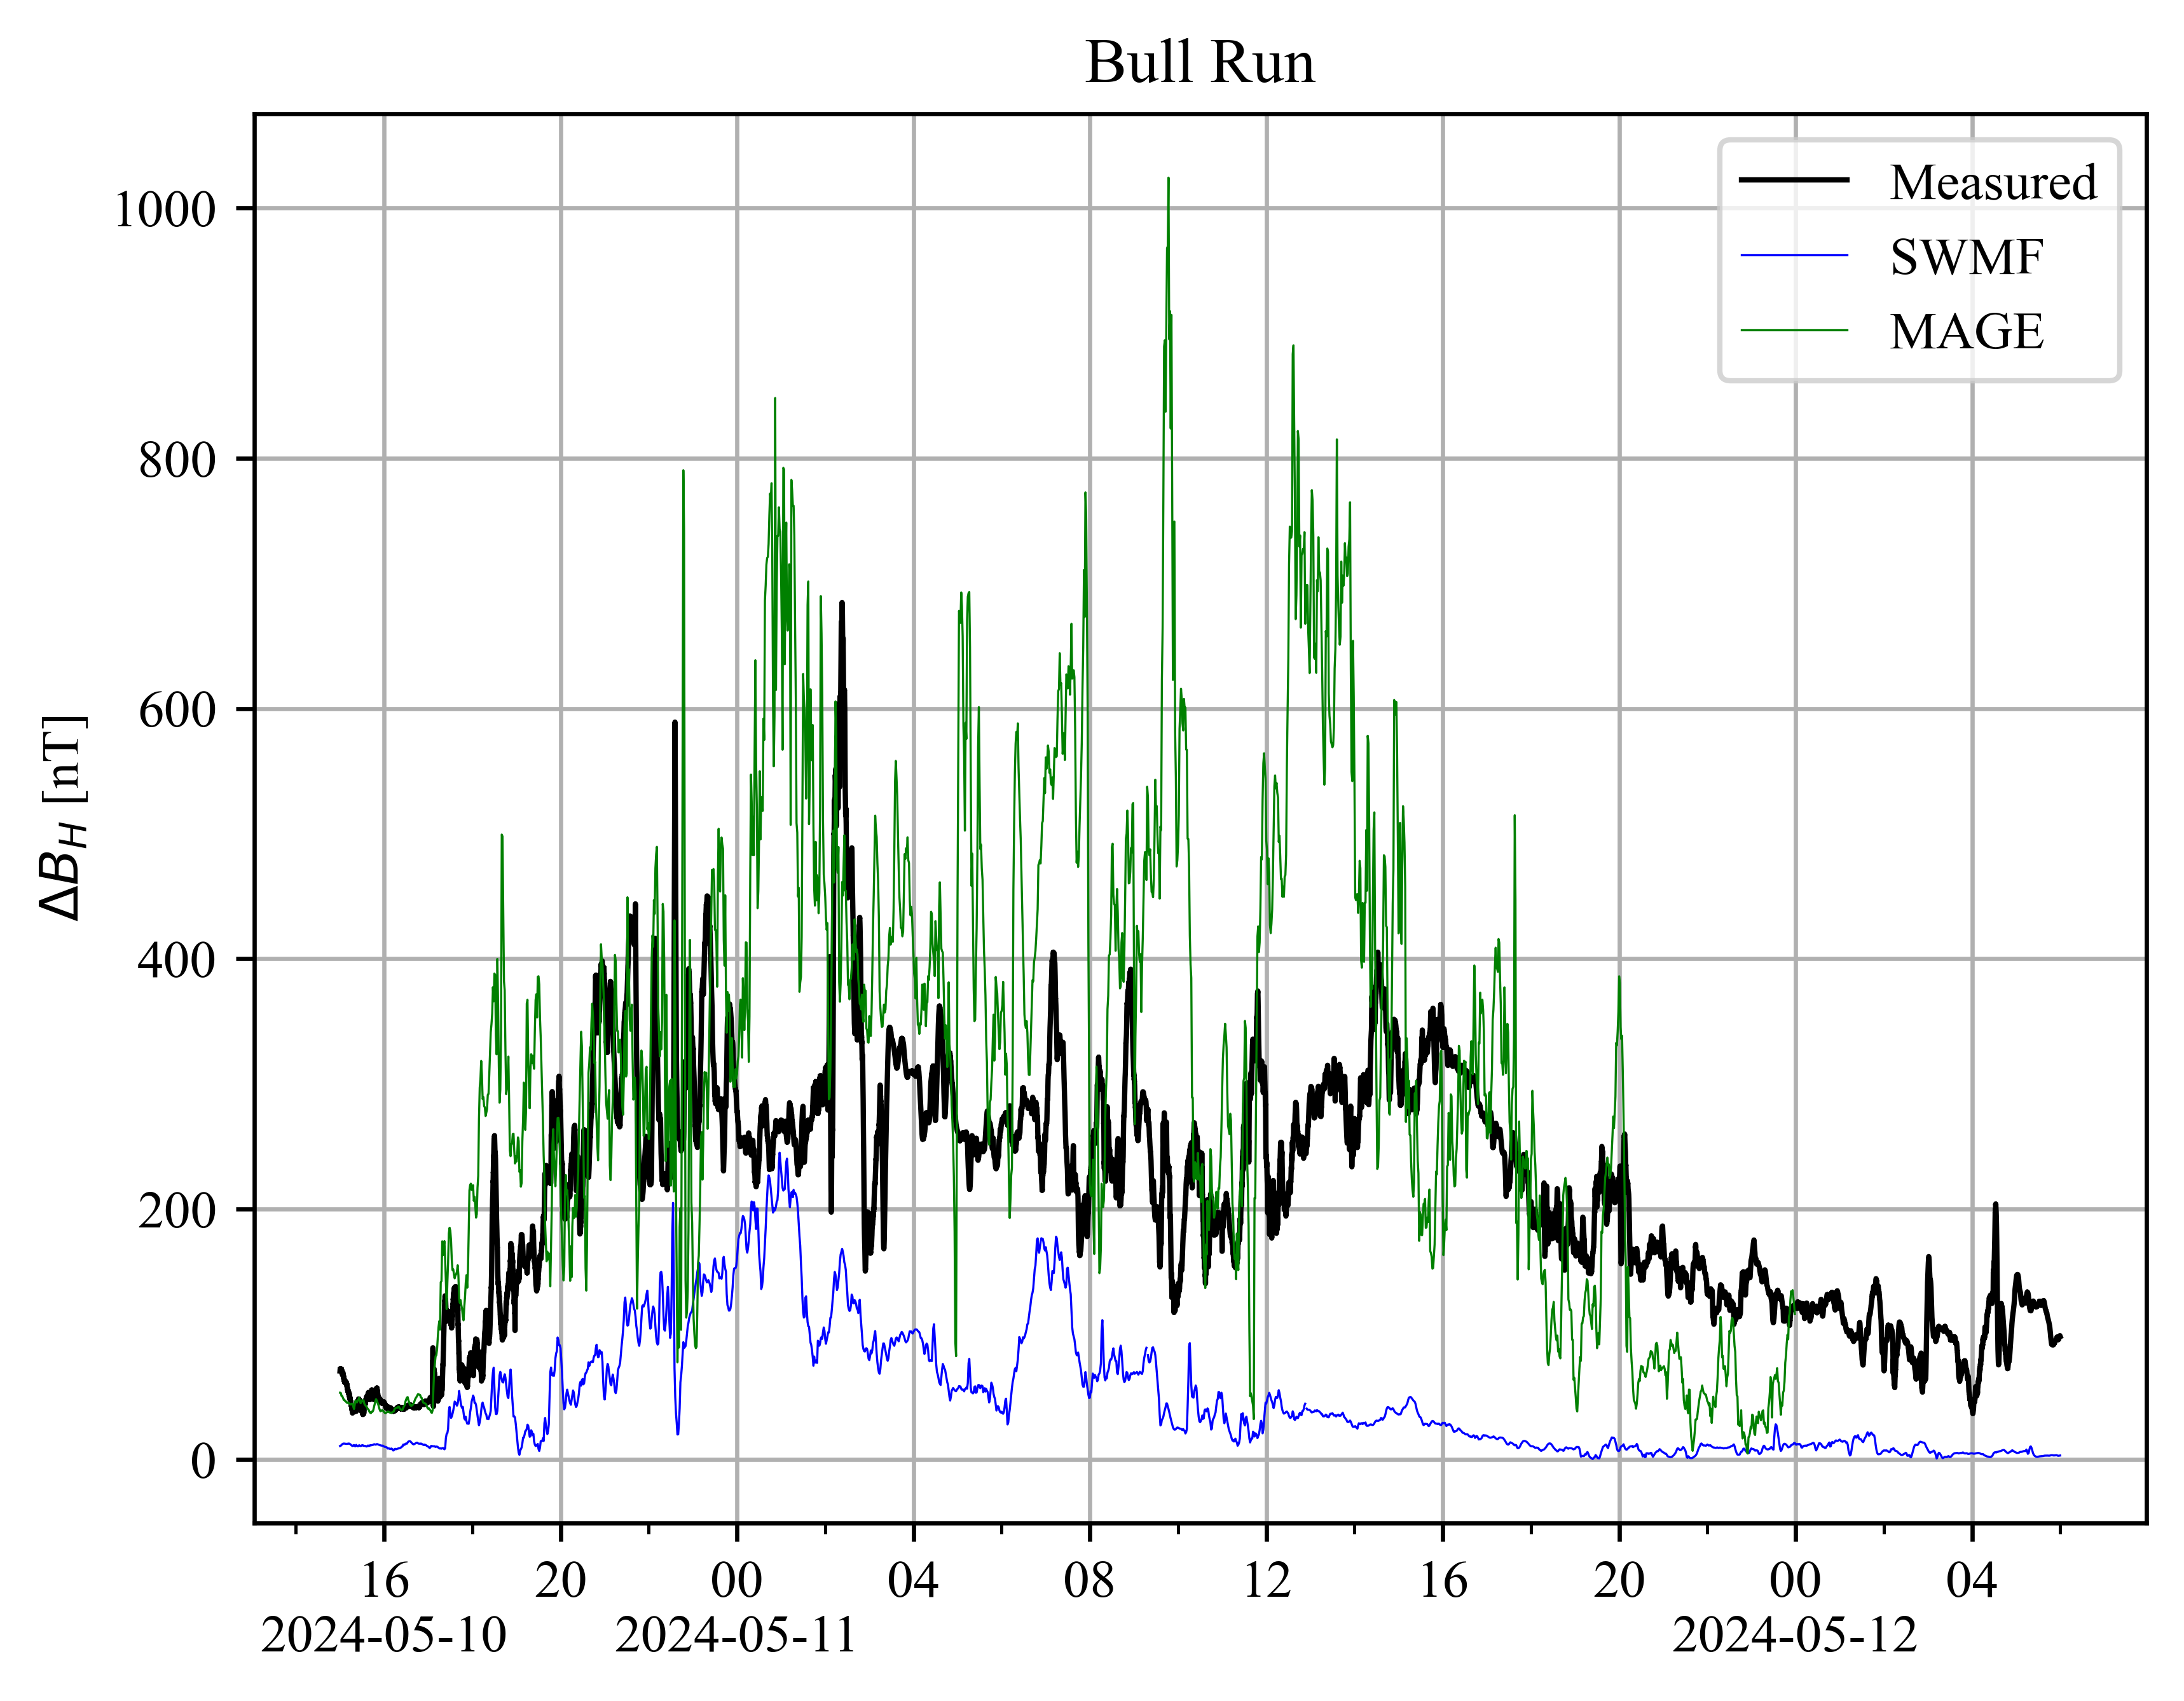 Bull Run
Measured
SWMF
MAGE
ΔB_H [nT]
1000
800
600
400
200
0
16 20 00 04 08 12 16 20 00 04
2024-05-10 2024-05-11 2024-05-12